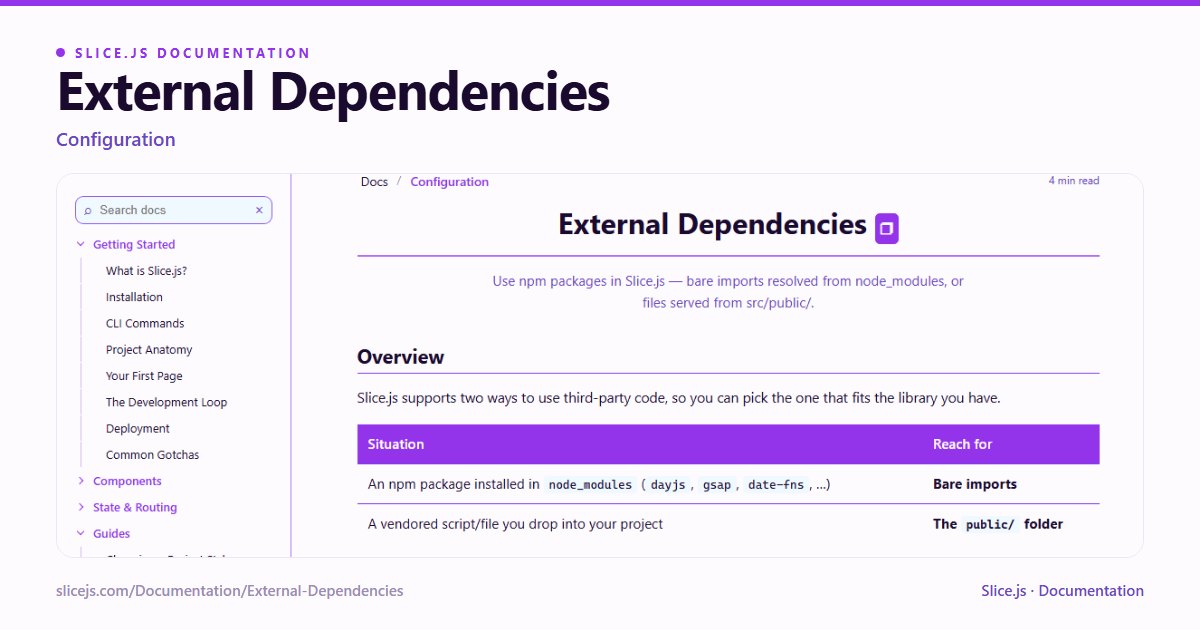 SLICE.JS DOCUMENTATION
External Dependencies
Configuration
Search docs
Getting Started
What is Slice.js?
Installation
CLI Commands
Project Anatomy
Your First Page
The Development Loop
Deployment
Common Gotchas
Components
State & Routing
Guides
Docs / Configuration
4 min read
External Dependencies
Use npm packages in Slice.js — bare imports resolved from node_modules, or
files served from src/public/.
Overview
Slice.js supports two ways to use third-party code, so you can pick the one that fits the library you have.
Situation Reach for
An npm package installed in node_modules ( dayjs , gsap , date-fns , ...) Bare imports
A vendored script/file you drop into your project The public/ folder
slicejs.com/Documentation/External-Dependencies
Slice.js · Documentation